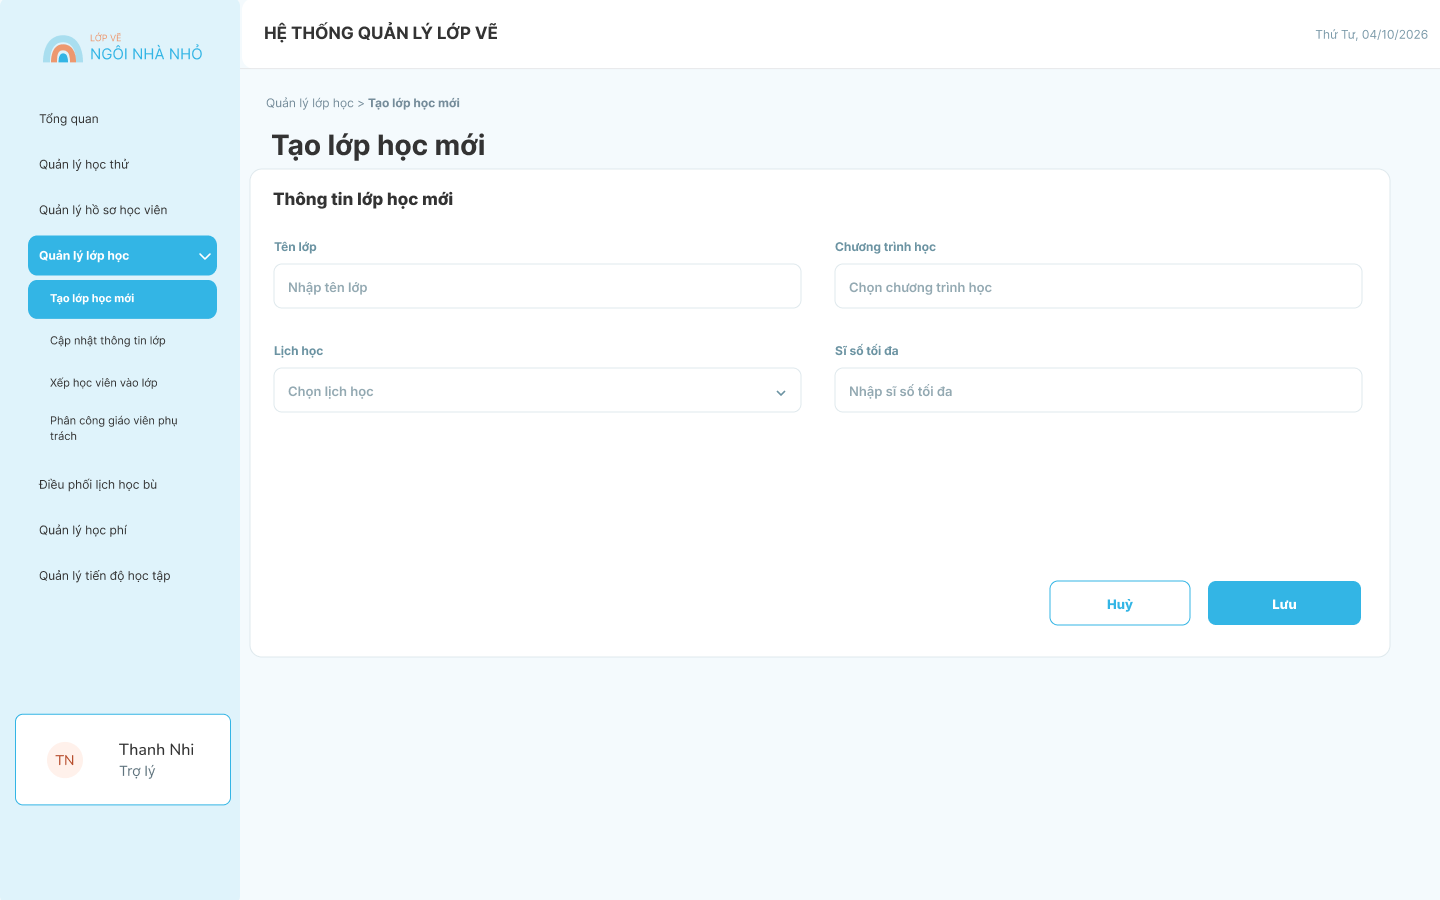 LỚP VẼ
NGÔI NHÀ NHỎ
Tổng quan
Quản lý học thử
Quản lý hồ sơ học viên
Quản lý lớp học
Tạo lớp học mới
Cập nhật thông tin lớp
Xếp học viên vào lớp
Phân công giáo viên phụ
trách
Điều phối lịch học bù
Quản lý học phí
Quản lý tiến độ học tập
TN
Thanh Nhi
Trợ lý
HỆ THỐNG QUẢN LÝ LỚP VẼ
Thứ Tư, 04/10/2026
Quản lý lớp học > Tạo lớp học mới
Tạo lớp học mới
Thông tin lớp học mới
Tên lớp
Nhập tên lớp
Chương trình học
Chọn chương trình học
Lịch học
Chọn lịch học
Sĩ số tối đa
Nhập sĩ số tối đa
Huỷ
Lưu